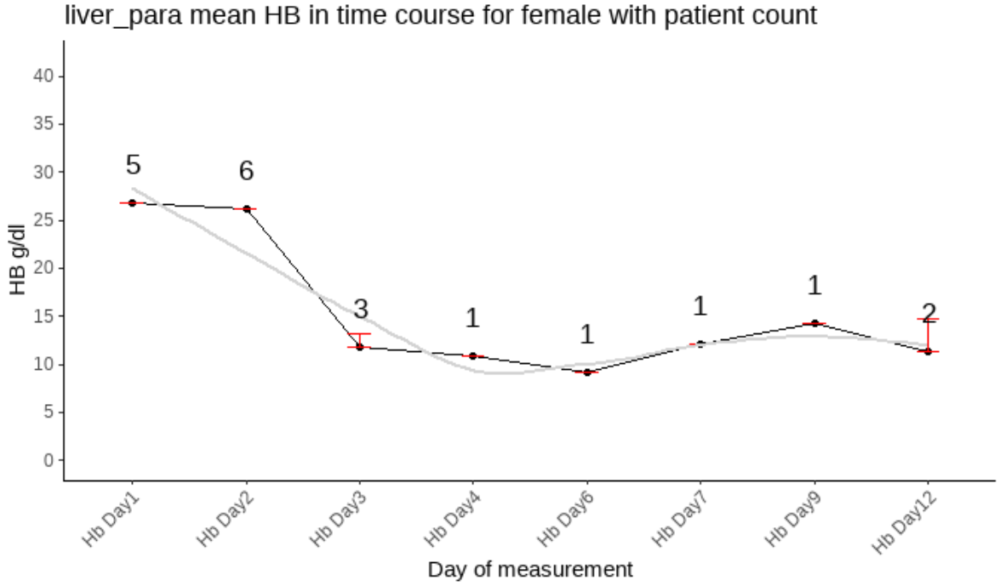 liver_para mean HB in time course for female with patient count
40
35
30
25
20
15
10
5
0
HB g/dl
5
6
3
1
1
1
1
2
Hb Day1
Hb Day2
Hb Day3
Hb Day4
Hb Day6
Hb Day7
Hb Day9
Hb Day12
Day of measurement